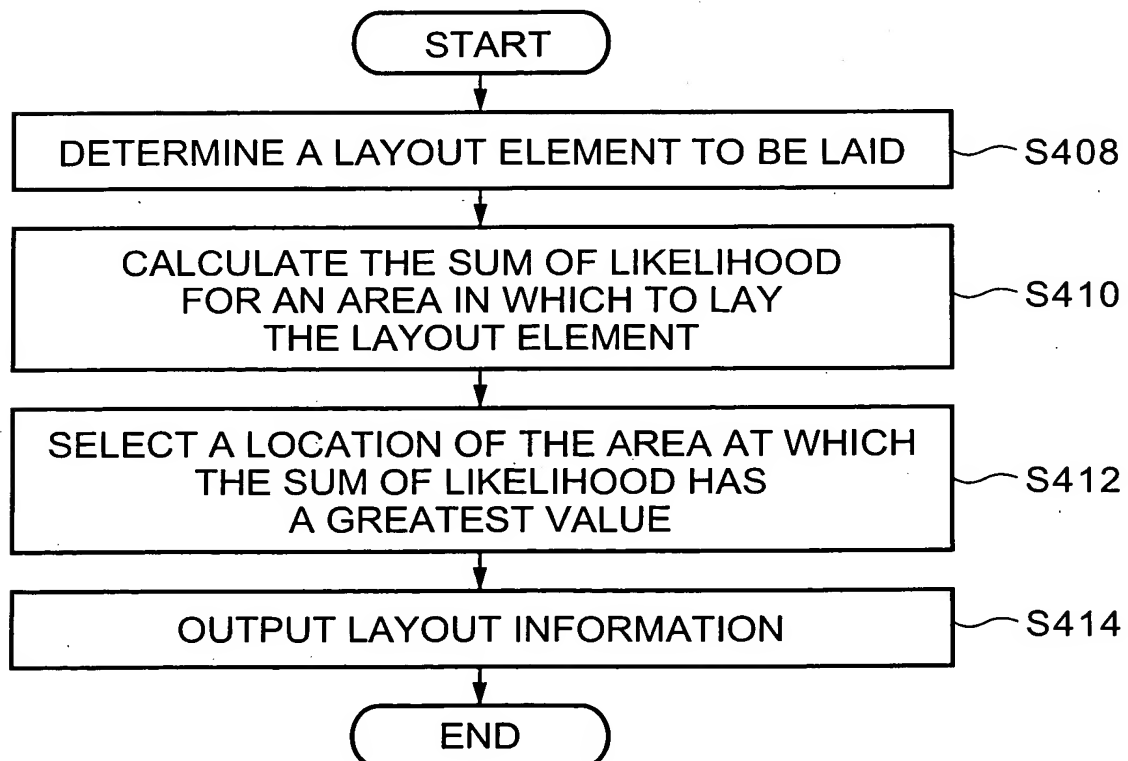 START
DETERMINE A LAYOUT ELEMENT TO BE LAID
S408
CALCULATE THE SUM OF LIKELIHOOD
FOR AN AREA IN WHICH TO LAY
THE LAYOUT ELEMENT
S410
SELECT A LOCATION OF THE AREA AT WHICH
THE SUM OF LIKELIHOOD HAS
A GREATEST VALUE
S412
OUTPUT LAYOUT INFORMATION
S414
END